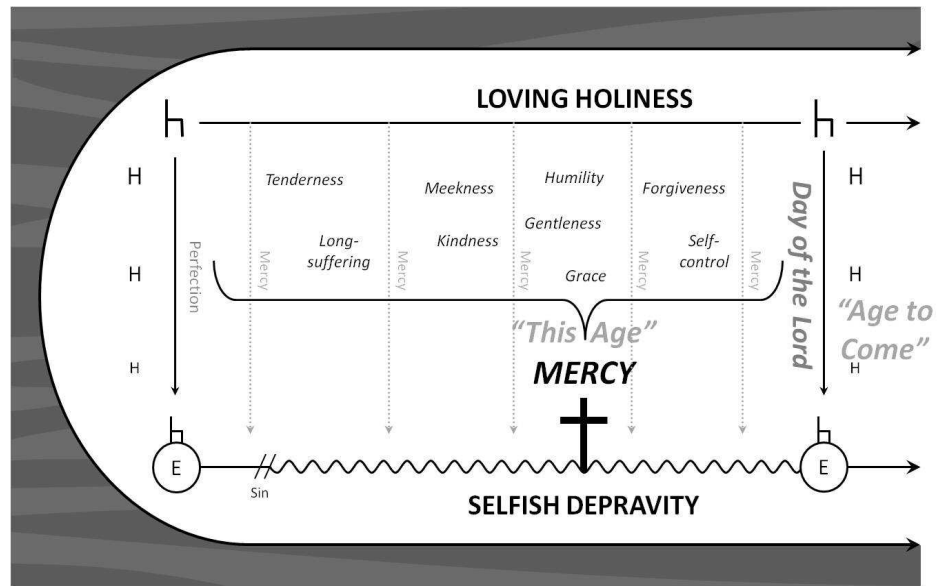 LOVING HOLINESS
H
H
Tenderness
Meekness
Humility
Forgiveness
Gentleness
Long-
suffering
Kindness
Self-
control
Grace
Perfection
Mercy
Mercy
Mercy
Mercy
Mercy
Day of the Lord
H
H
H
H
"Age to
Come"
"This Age"
MERCY
E
Sin
E
SELFISH DEPRAVITY